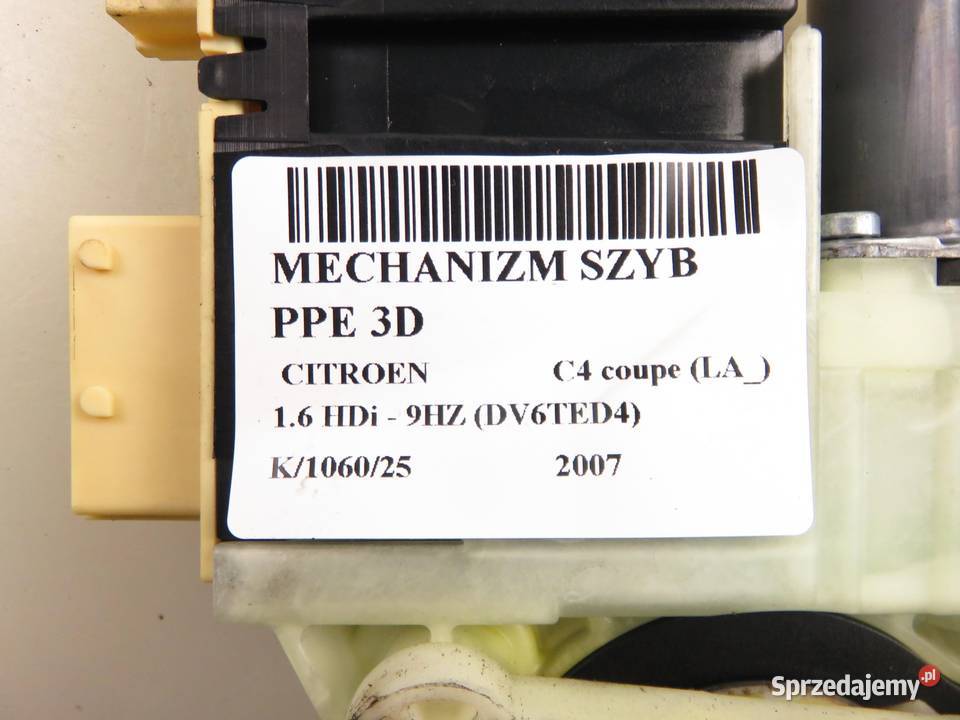 MECHANIZM SZYB
PPE 3D
CITROEN C4 coupe (LA_)
1.6 HDi - 9HZ (DV6TED4)
K/1060/25 2007
Sprzedajemy.pl